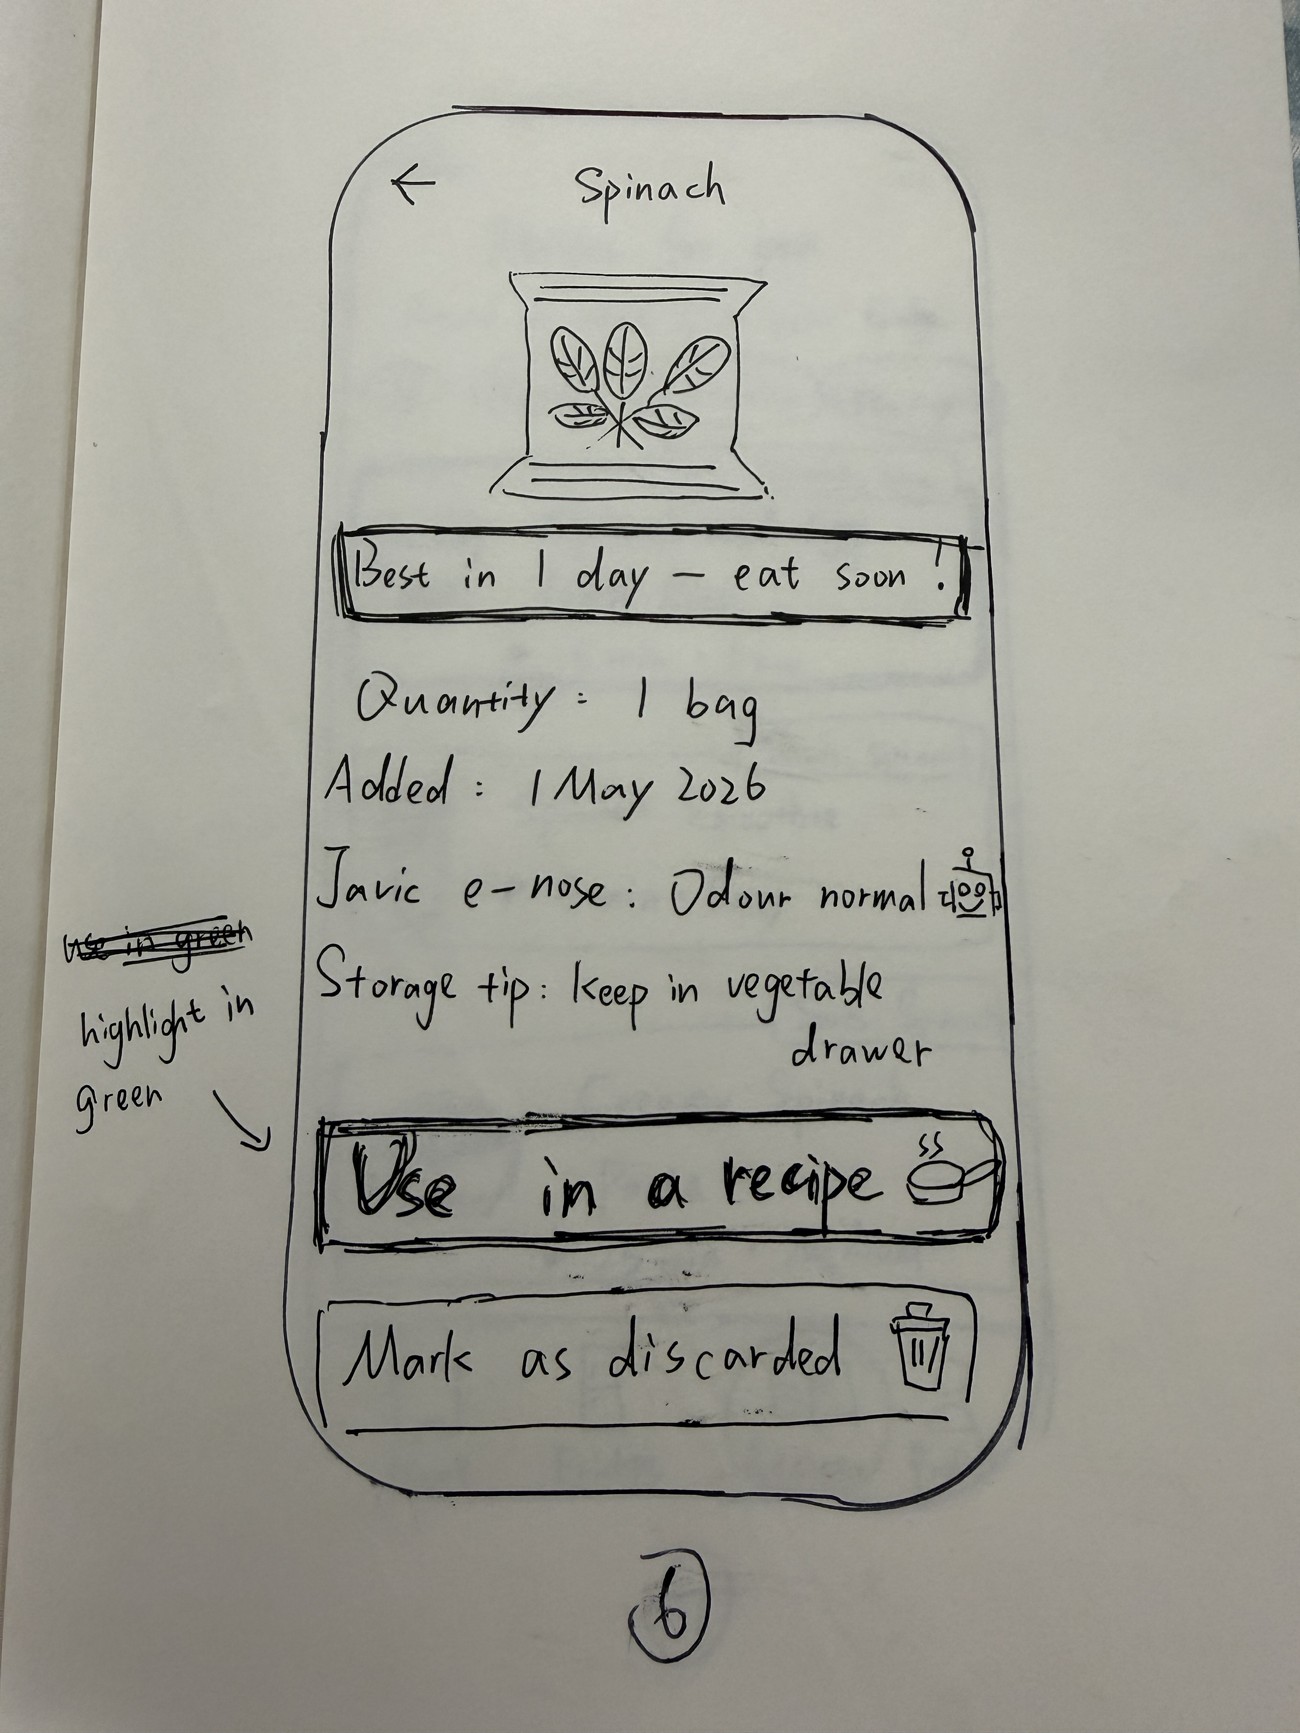 ← Spinach
Best in 1 day – eat soon!
Quantity: 1 bag
Added: 1 May 2026
Javic e-nose: Odour normal
Storage tip: keep in vegetable
drawer
use in green
highlight in
green
Use in a recipe
Mark as discarded
6